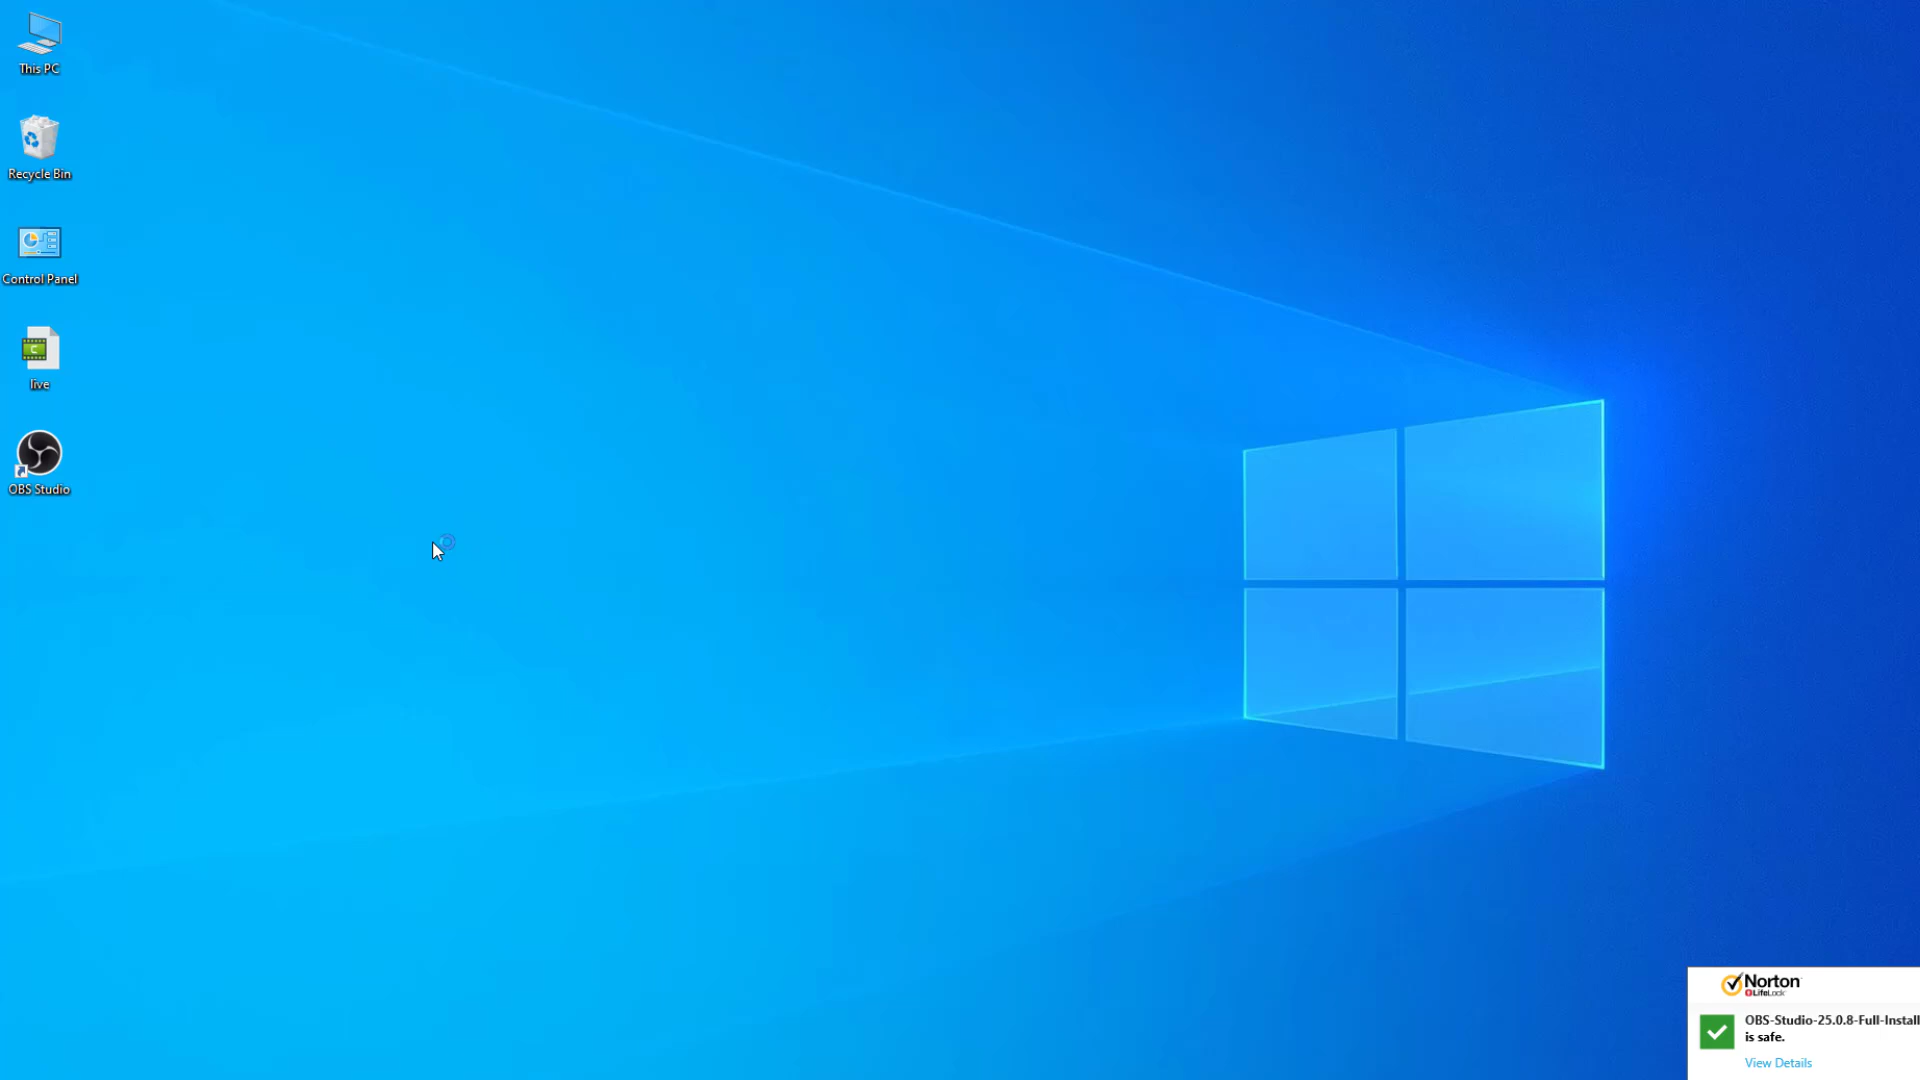 This PC
Recycle Bin
Control Panel
C
live
OBS Studio
Norton
LifeLock
OBS-Studio-25.0.8-Full-Install
is safe.
View Details